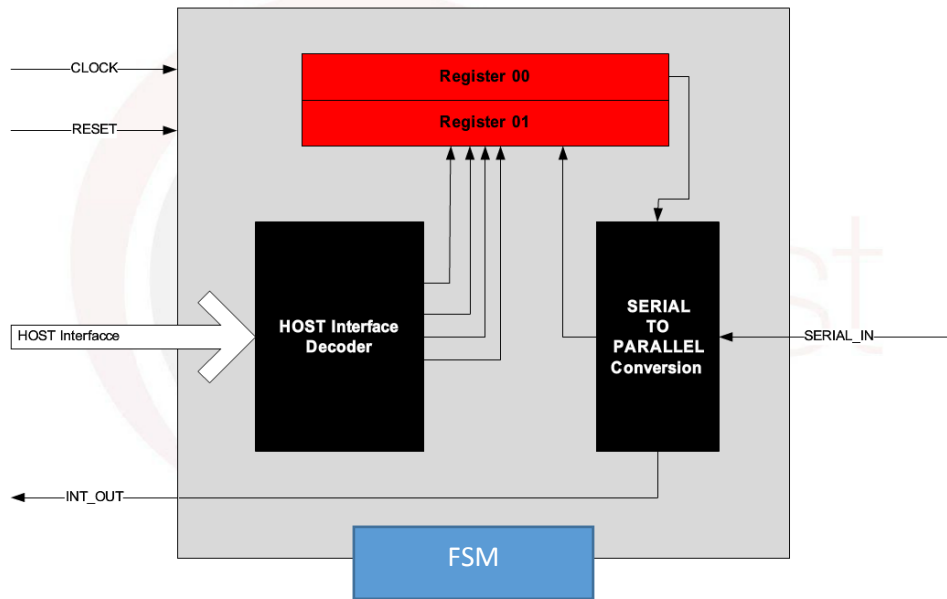 CLOCK
Register 00
Register 01
RESET
HOST Interface
Decoder
SERIAL
TO
PARALLEL
Conversion
HOST Interfacce
SERIAL_IN
INT_OUT
FSM